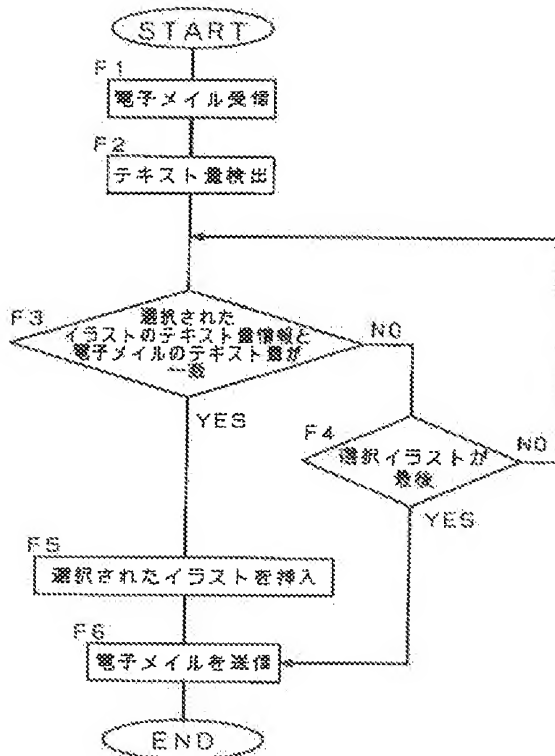 START
F1
電子メイル受信
F2
テキスト量検出
F3
選択された
イラストのテキスト量情報と
電子メイルのテキスト量が
一致
NO
YES
F4
選択イラストが
最後
NO
YES
F5
選択されたイラストを挿入
F6
電子メイルを送信
END